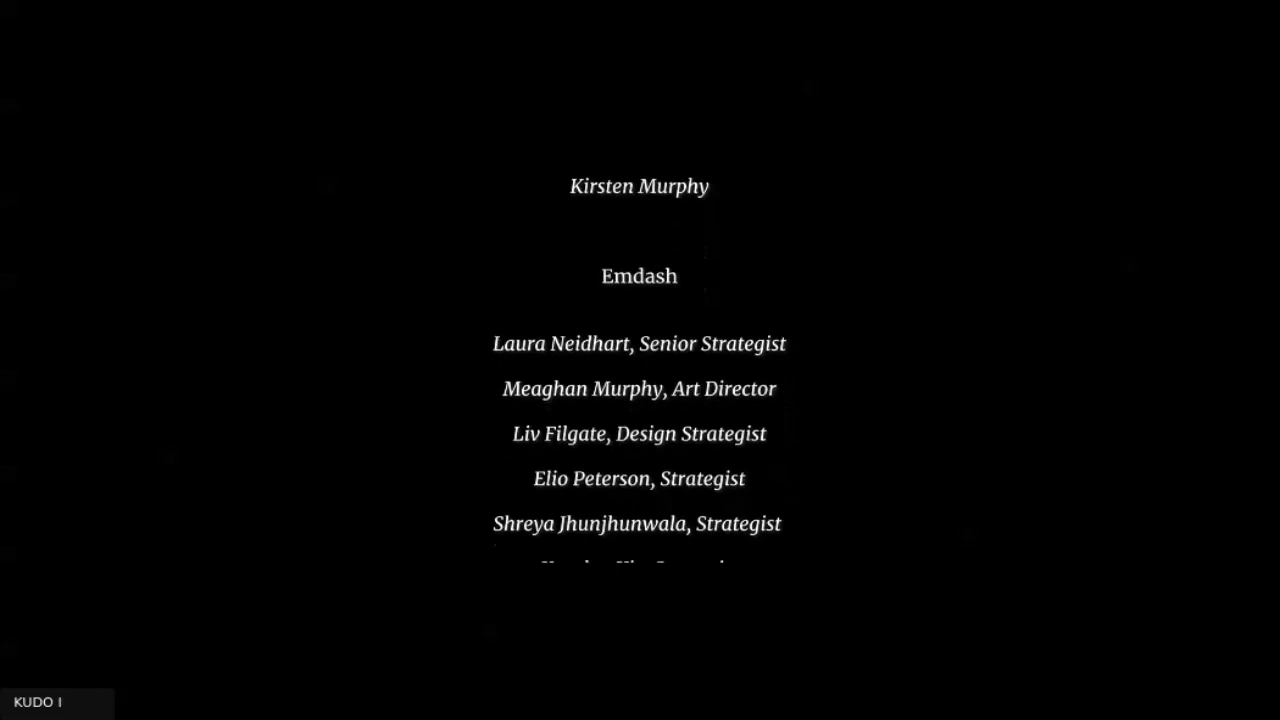 Kirsten Murphy
Emdash
Laura Neidhart, Senior Strategist
Meaghan Murphy, Art Director
Liv Filgate, Design Strategist
Elio Peterson, Strategist
Shreya Jhunjhunwala, Strategist
KUDO I